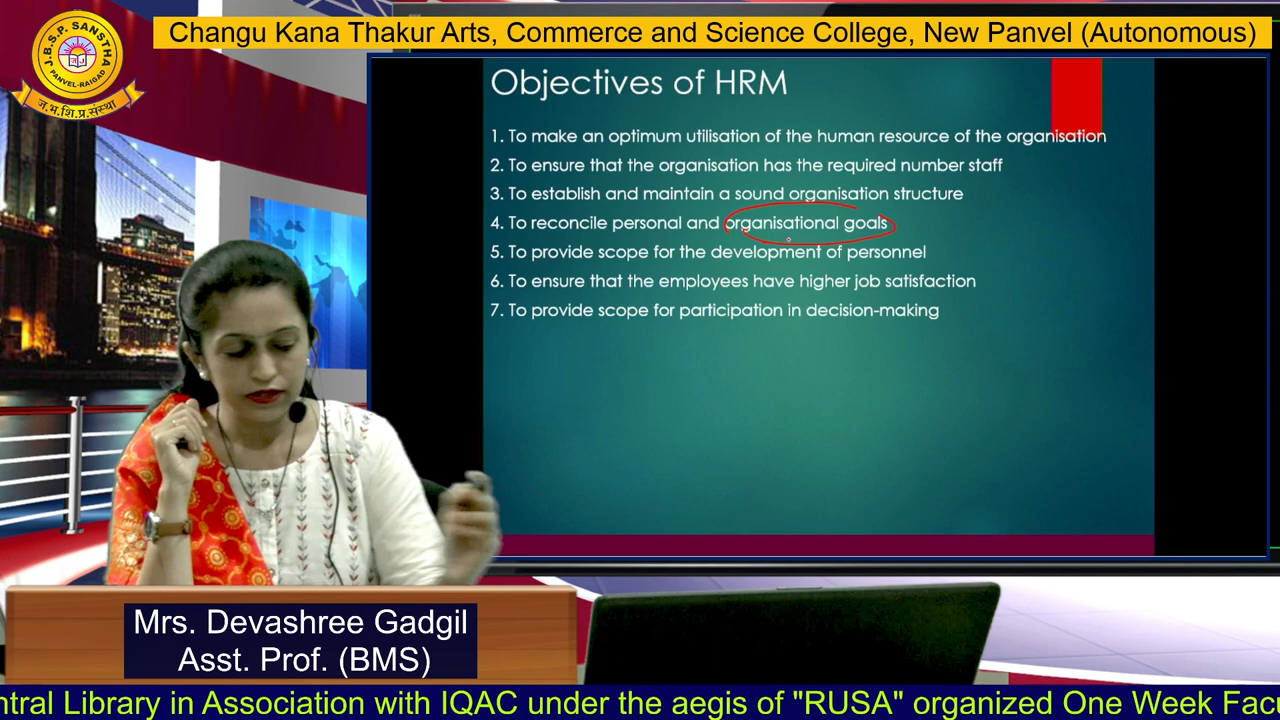 J.B.S.P. SANSTHA
PANVEL-RAIGAD
ज.भ.शि.प्र.संस्था
Changu Kana Thakur Arts, Commerce and Science College, New Panvel (Autonomous)
Objectives of HRM
1. To make an optimum utilisation of the human resource of the organisation
2. To ensure that the organisation has the required number staff
3. To establish and maintain a sound organisation structure
4. To reconcile personal and organisational goals
5. To provide scope for the development of personnel
6. To ensure that the employees have higher job satisfaction
7. To provide scope for participation in decision-making
Mrs. Devashree Gadgil
Asst. Prof. (BMS)
ntral Library in Association with IQAC under the aegis of "RUSA" organized One Week Facu